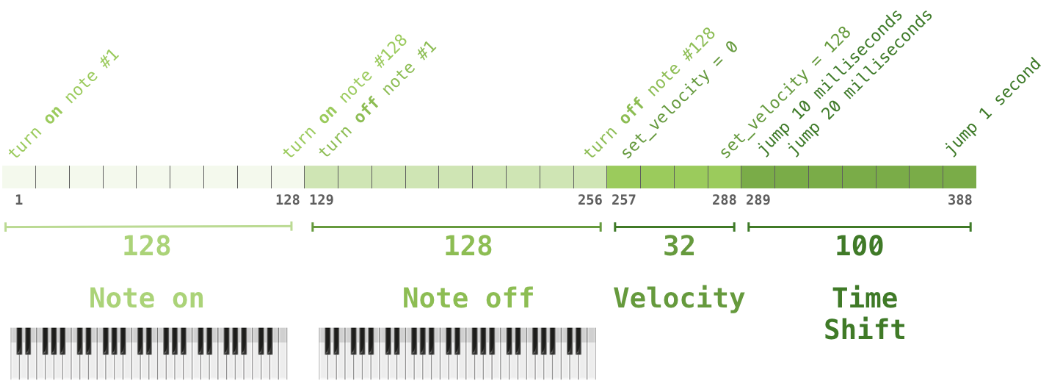 turn on note #1
turn on note #128
turn off note #1
turn off note #128
set_velocity = 0
set_velocity = 128
jump 10 milliseconds
jump 20 milliseconds
jump 1 second
1 128 129 256 257 288 289 388
128 128 32 100
Note on Note off Velocity Time
Shift